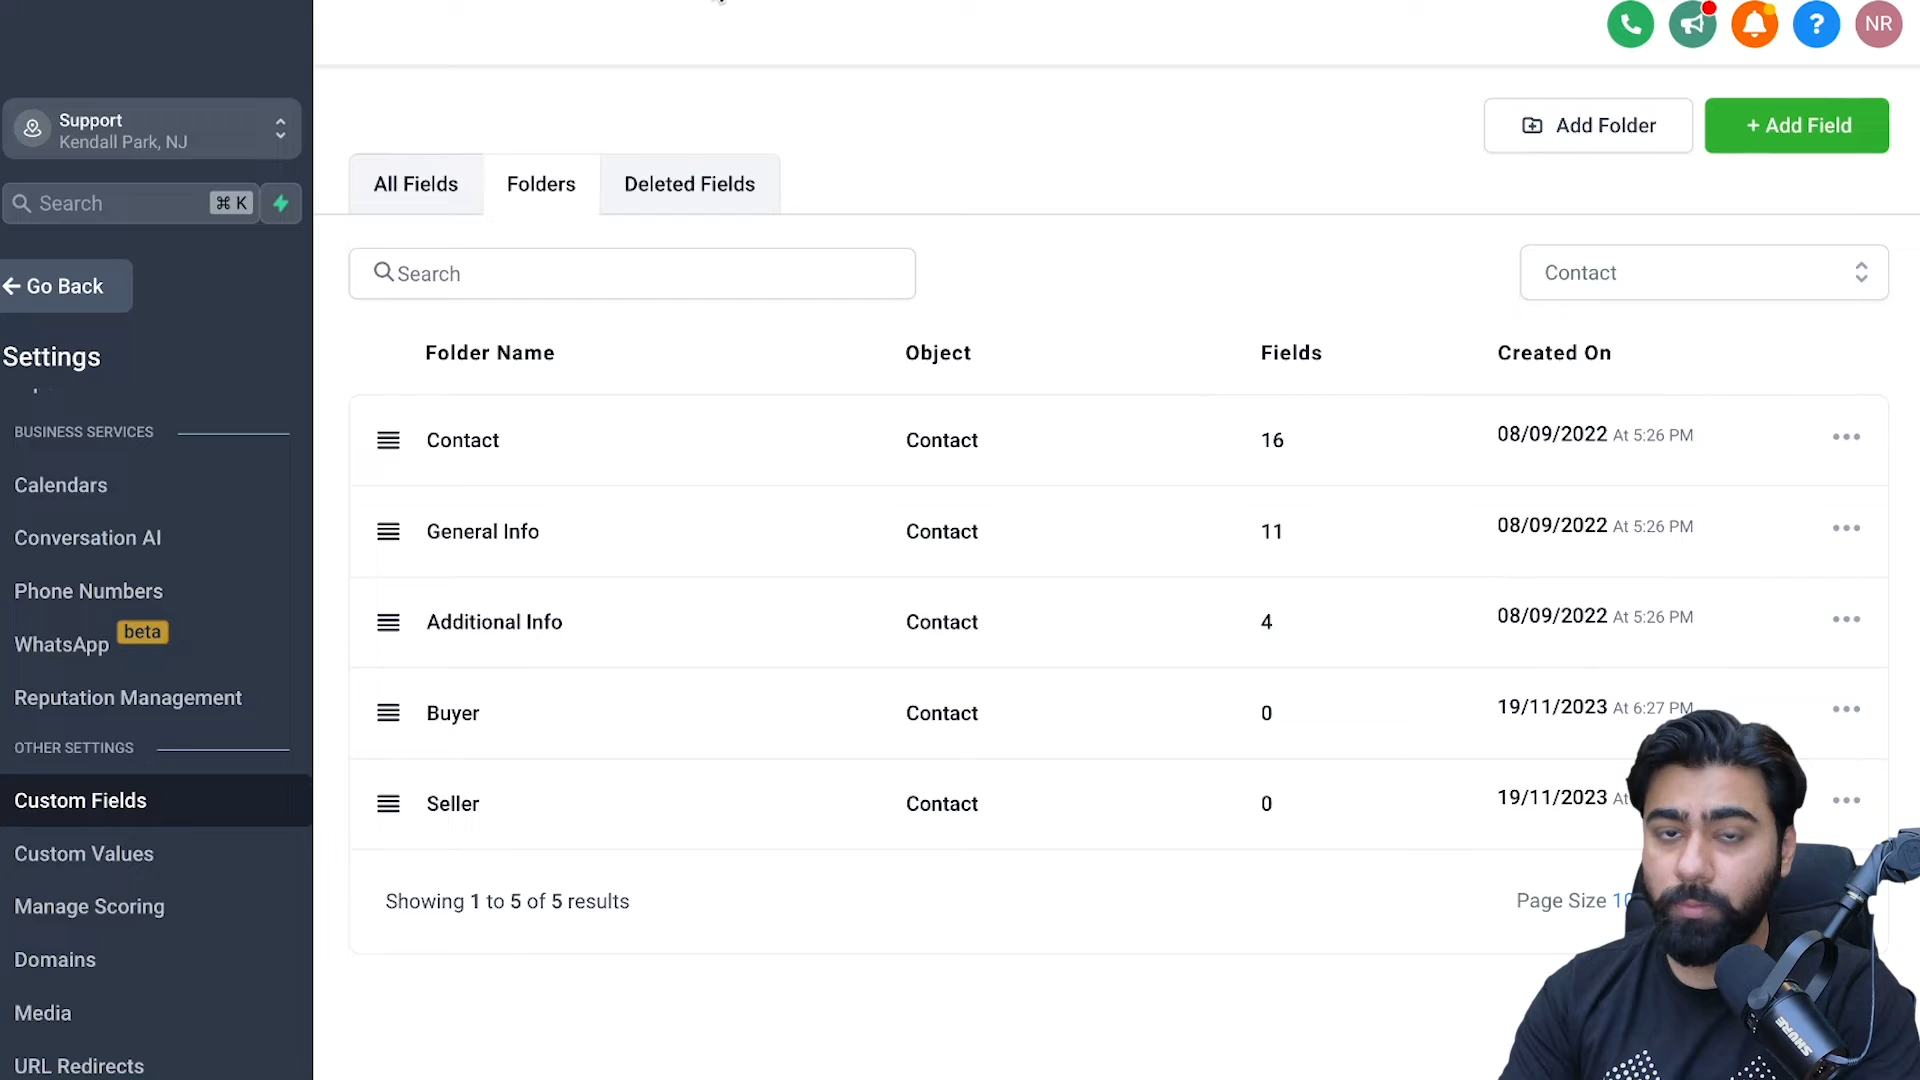 NR
Support
Kendall Park, NJ
Search ⌘ K
Go Back
Settings
BUSINESS SERVICES
Calendars
Conversation AI
Phone Numbers
WhatsApp beta
Reputation Management
OTHER SETTINGS
Custom Fields
Custom Values
Manage Scoring
Domains
Media
URL Redirects
Add Folder
+ Add Field
All Fields
Folders
Deleted Fields
Search
Contact
Folder Name Object Fields Created On
Contact Contact 16 08/09/2022 At 5:26 PM
General Info Contact 11 08/09/2022 At 5:26 PM
Additional Info Contact 4 08/09/2022 At 5:26 PM
Buyer Contact 0 19/11/2023 At 6:27 PM
Seller Contact 0 19/11/2023 At
Showing 1 to 5 of 5 results
Page Size
SHURE